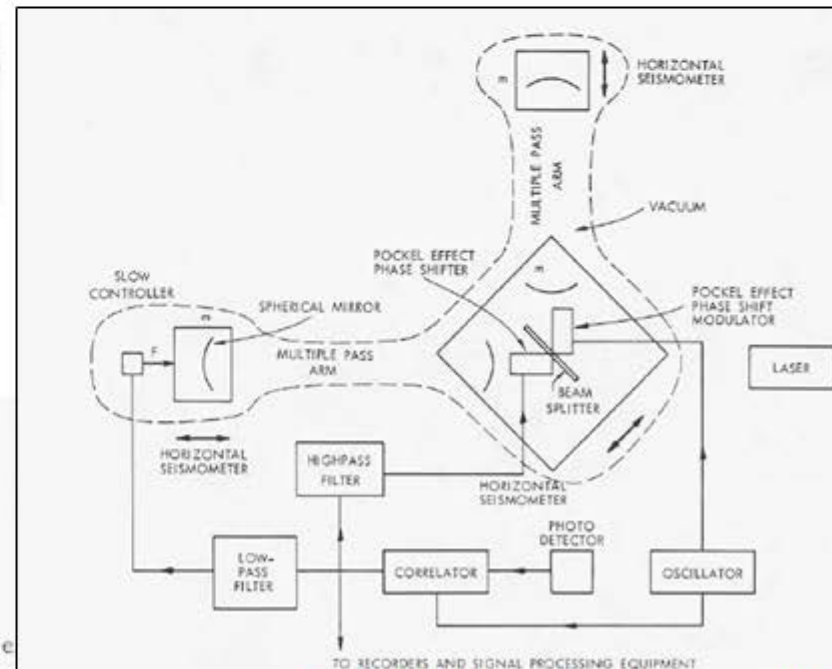 m
HORIZONTAL
SEISMOMETER
MULTIPLE PASS
ARM
VACUUM
POCKEL EFFECT
PHASE SHIFTER
m
POCKEL EFFECT
PHASE SHIFT
MODULATOR
SLOW
CONTROLLER
SPHERICAL MIRROR
m
F
MULTIPLE PASS
ARM
LASER
BEAM
SPLITTER
HORIZONTAL
SEISMOMETER
HIGHPASS
FILTER
HORIZONTAL
SEISMOMETER
PHOTO
DETECTOR
LOW-
PASS
FILTER
CORRELATOR
OSCILLATOR
e
TO RECORDERS AND SIGNAL PROCESSING EQUIPMENT